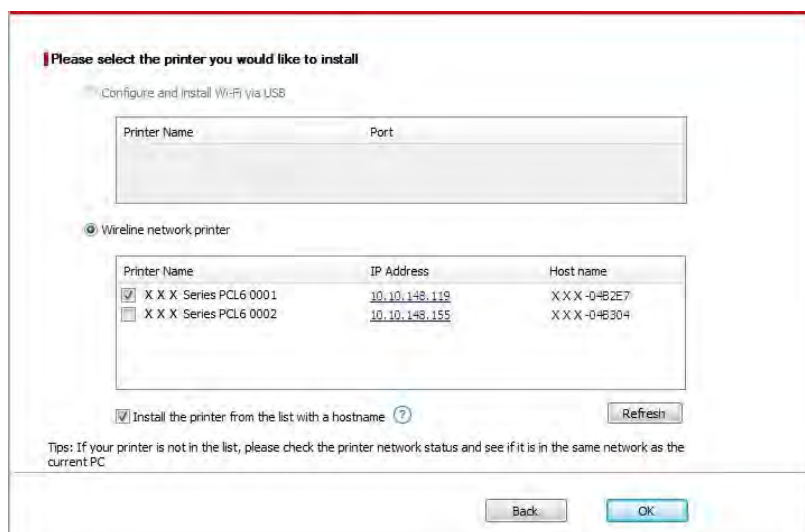 Please select the printer you would like to install
Configure and install Wi-Fi via USB
Printer Name Port
Wireline network printer
Printer Name IP Address Host name
X X X Series PCL6 0001 10.10.148.119 X X X -04B2E7
X X X Series PCL6 0002 10.10.148.155 X X X -04B304
Install the printer from the list with a hostname ? Refresh
Tips: If your printer is not in the list, please check the printer network status and see if it is in the same network as the
current PC
Back OK